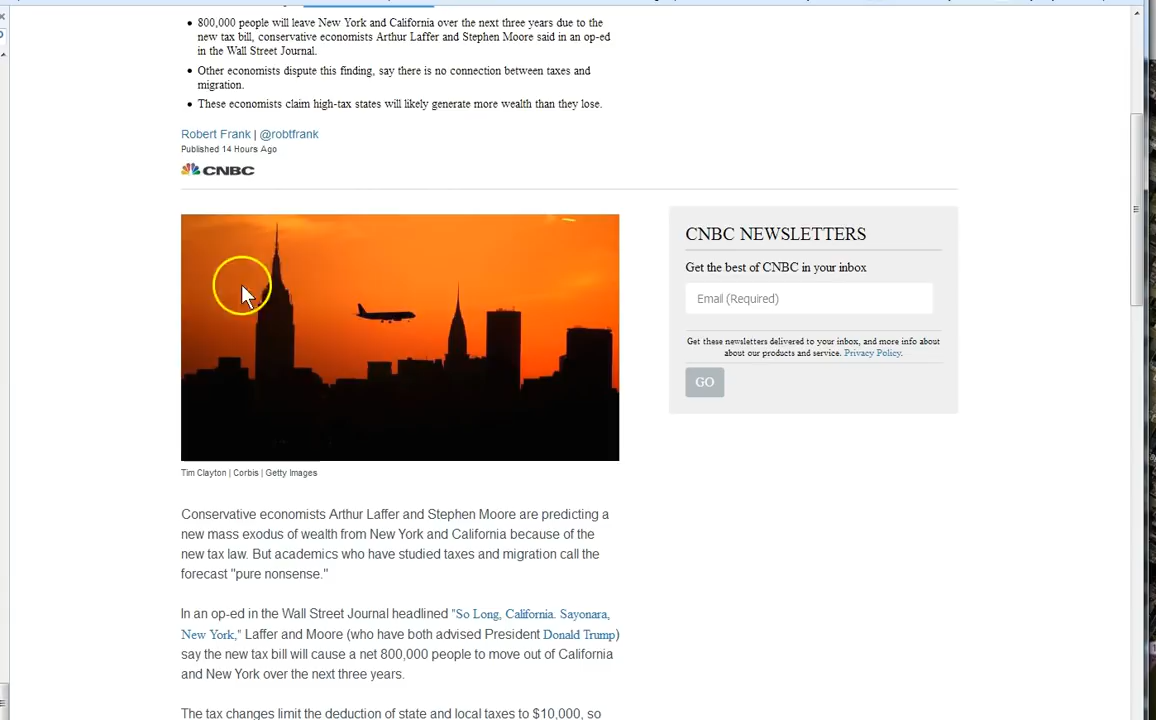 800,000 people will leave New York and California over the next three years due to the
new tax bill, conservative economists Arthur Laffer and Stephen Moore said in an op-ed
in the Wall Street Journal.
Other economists dispute this finding, say there is no connection between taxes and
migration.
These economists claim high-tax states will likely generate more wealth than they lose.
Robert Frank | @robtfrank
Published 14 Hours Ago
CNBC
Tim Clayton | Corbis | Getty Images
Conservative economists Arthur Laffer and Stephen Moore are predicting a
new mass exodus of wealth from New York and California because of the
new tax law. But academics who have studied taxes and migration call the
forecast "pure nonsense."
In an op-ed in the Wall Street Journal headlined "So Long, California. Sayonara,
New York," Laffer and Moore (who have both advised President Donald Trump)
say the new tax bill will cause a net 800,000 people to move out of California
and New York over the next three years.
The tax changes limit the deduction of state and local taxes to $10,000, so
CNBC NEWSLETTERS
Get the best of CNBC in your inbox
Email (Required)
Get these newsletters delivered to your inbox, and more info about
about our products and service. Privacy Policy.
GO